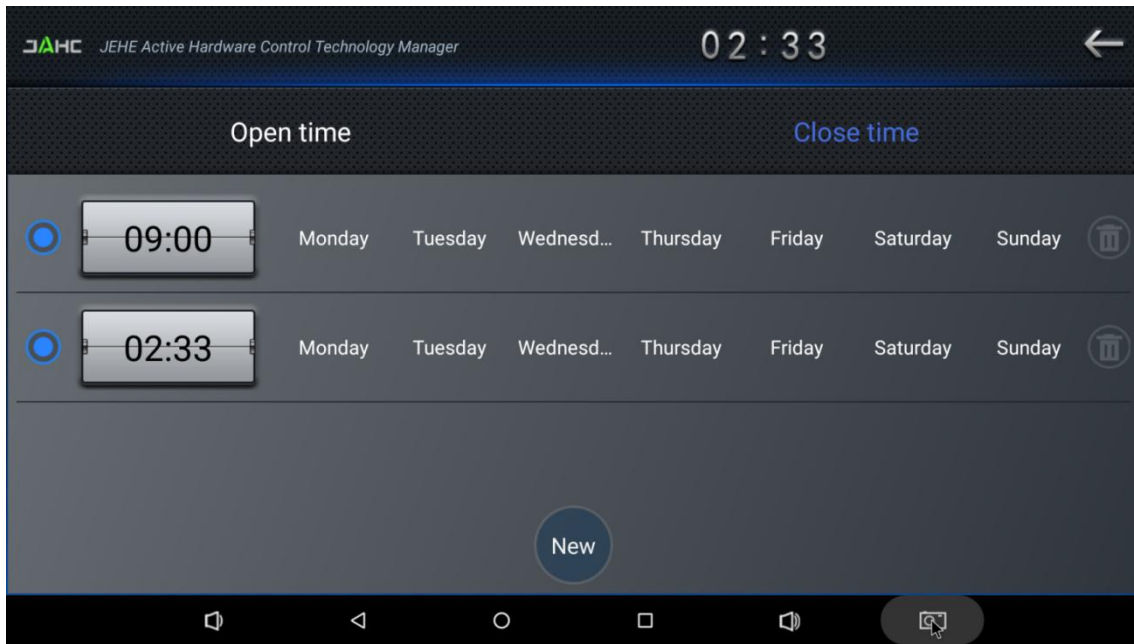 JAHC JEHE Active Hardware Control Technology Manager 02:33
Open time Close time
09:00 Monday Tuesday Wednesd... Thursday Friday Saturday Sunday
02:33 Monday Tuesday Wednesd... Thursday Friday Saturday Sunday
New